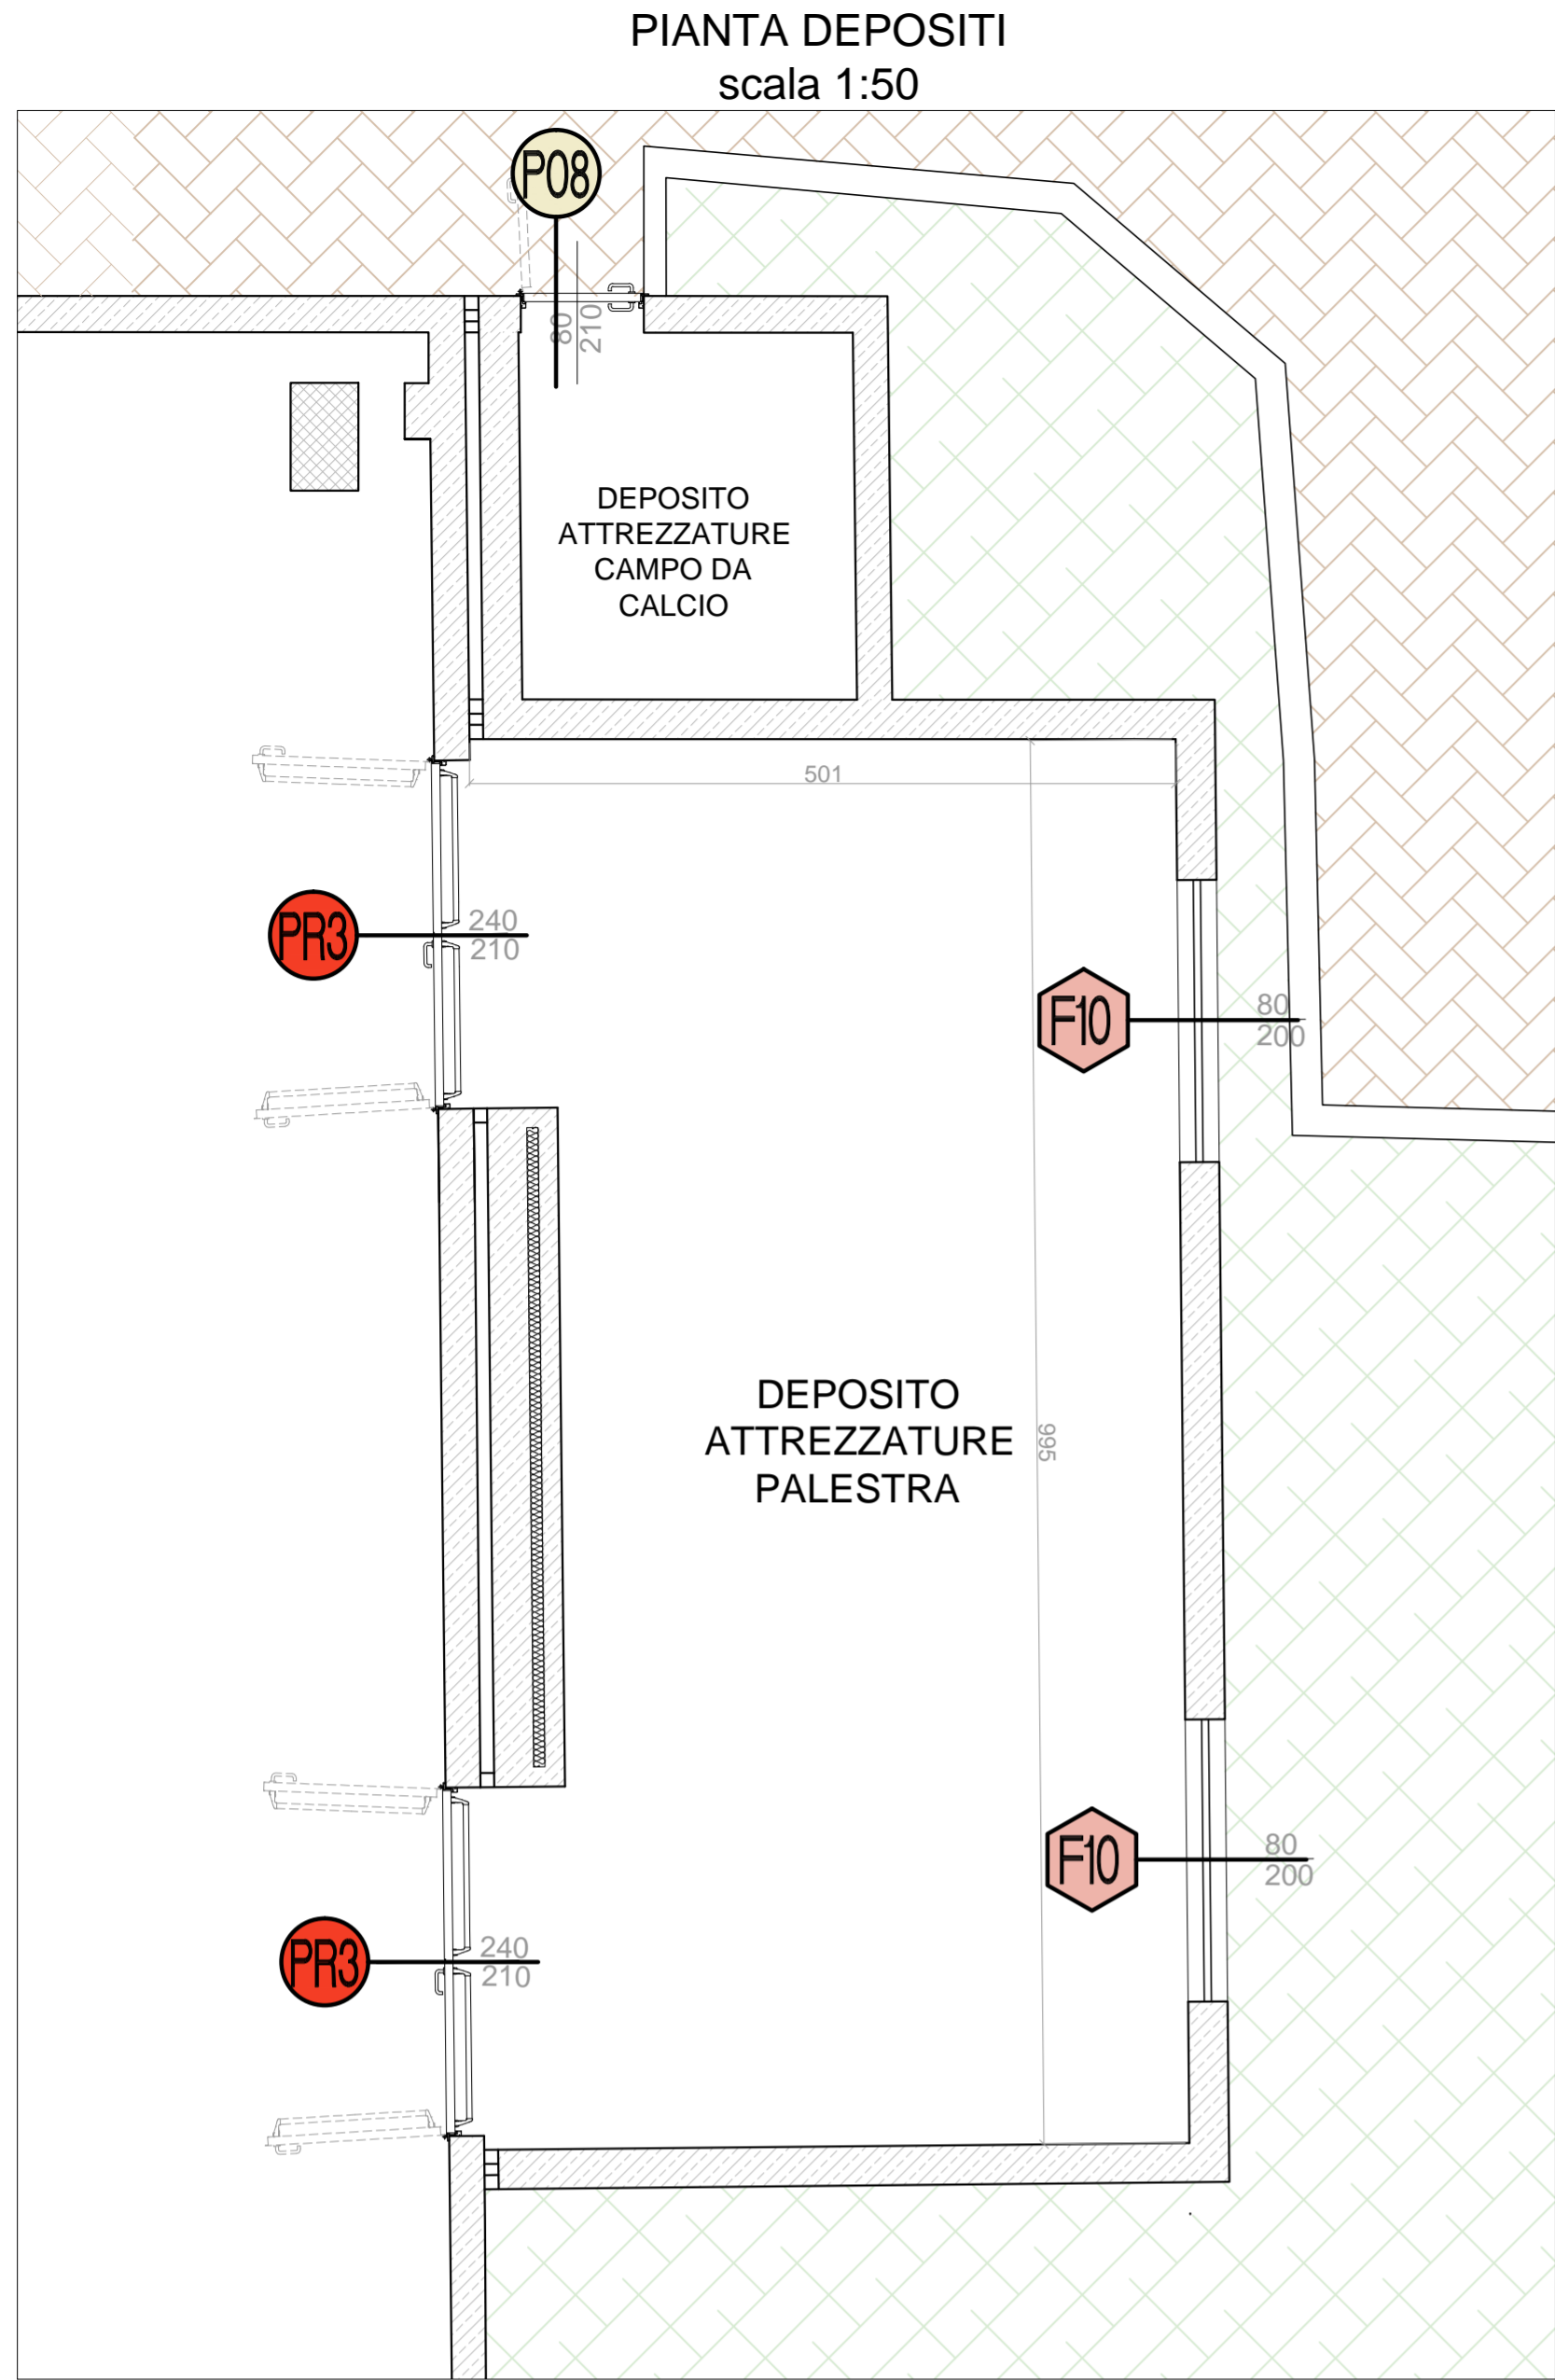 PIANTA DEPOSITI
scala 1:50
PO8
80
210
DEPOSITO
ATTREZZATURE
CAMPO DA
CALCIO
501
PR3
240
210
F10
80
200
DEPOSITO
ATTREZZATURE
PALESTRA
995
F10
80
200
PR3
240
210